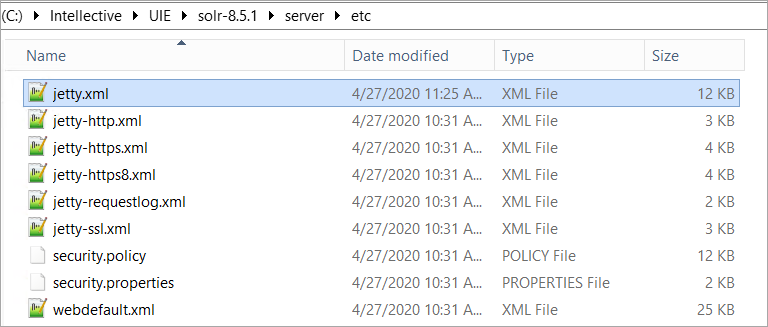 (C:) › Intellective › UIE › solr-8.5.1 › server › etc
Name Date modified Type Size
jetty.xml 4/27/2020 11:25 A... XML File 12 KB
jetty-http.xml 4/27/2020 10:31 A... XML File 3 KB
jetty-https.xml 4/27/2020 10:31 A... XML File 4 KB
jetty-https8.xml 4/27/2020 10:31 A... XML File 4 KB
jetty-requestlog.xml 4/27/2020 10:31 A... XML File 2 KB
jetty-ssl.xml 4/27/2020 10:31 A... XML File 3 KB
security.policy 4/27/2020 10:31 A... POLICY File 12 KB
security.properties 4/27/2020 10:31 A... PROPERTIES File 2 KB
webdefault.xml 4/27/2020 10:31 A... XML File 25 KB